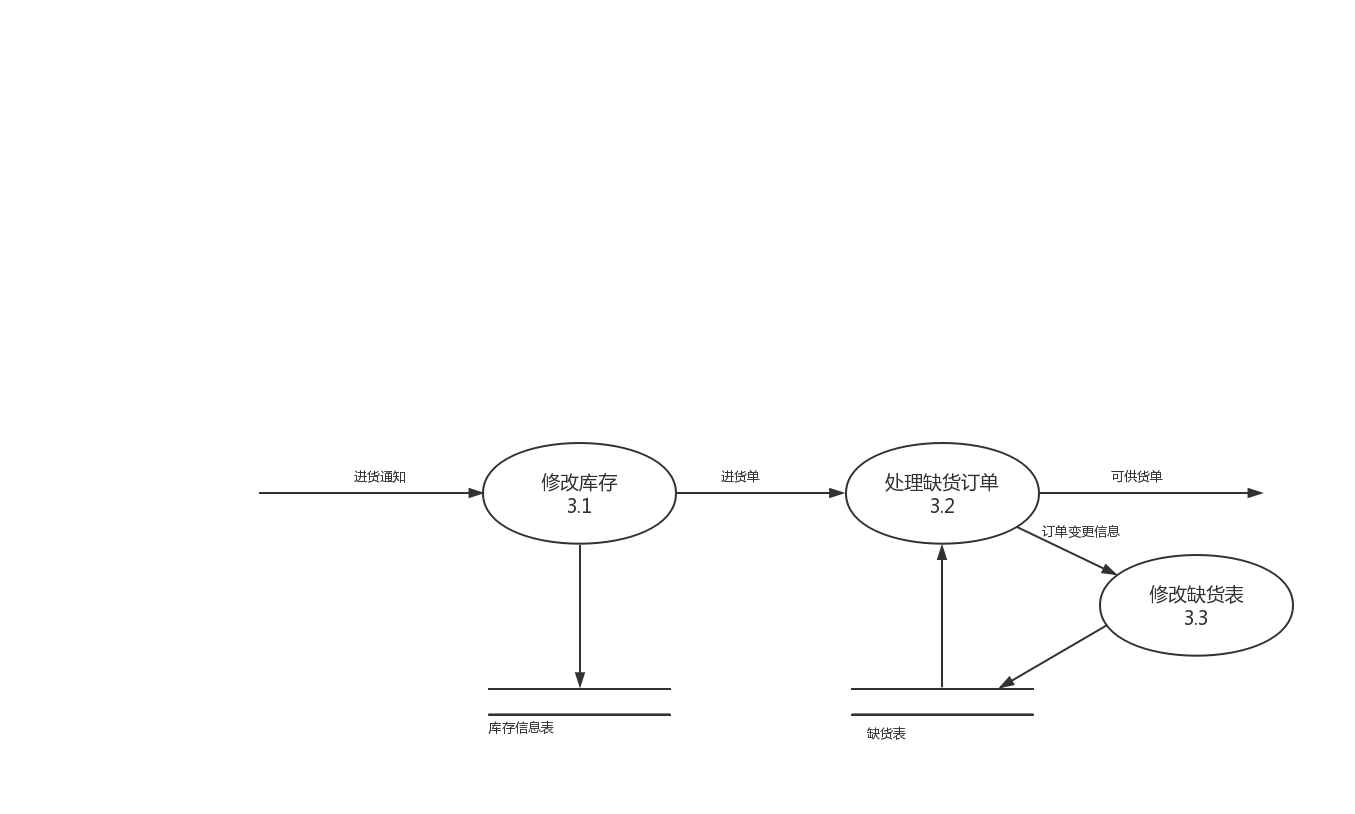 进货通知
修改库存
3.1
进货单
处理缺货订单
3.2
可供货单
订单变更信息
修改缺货表
3.3
库存信息表
缺货表